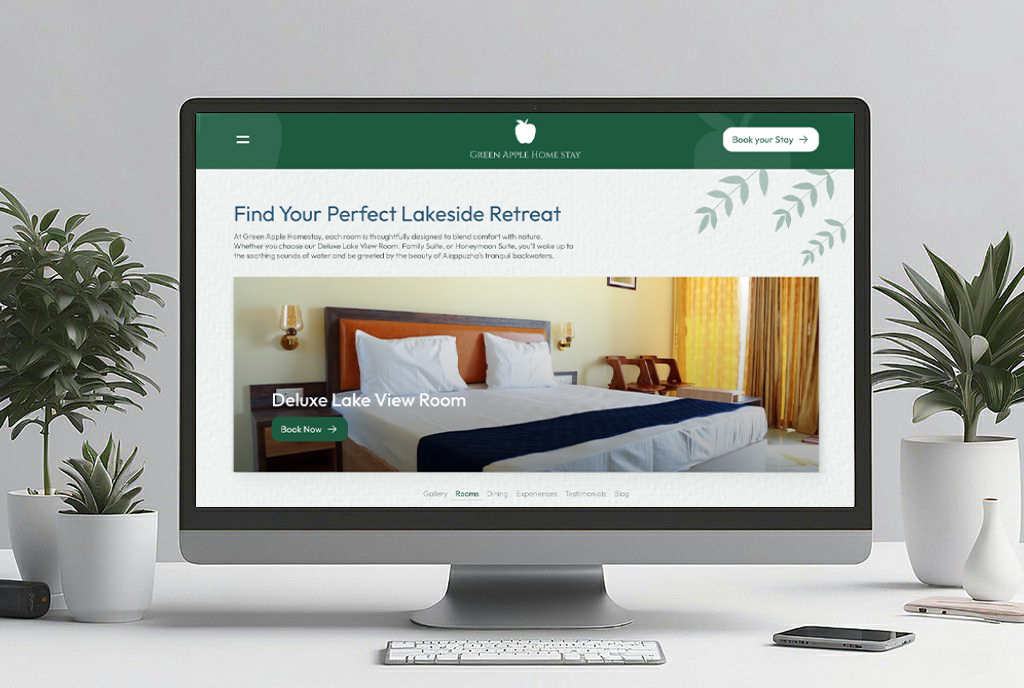 GREEN APPLE HOME STAY
Book your Stay →
Find Your Perfect Lakeside Retreat
At Green Apple Homestay, each room is thoughtfully designed to blend comfort with nature.
Whether you choose our Deluxe Lake View Room, Family Suite, or Honeymoon Suite, you'll wake up to
the soothing sounds of water and be greeted by the beauty of Alappuzha's tranquil backwaters.
Deluxe Lake View Room
Book Now →
Gallery Rooms Dining Experiences Testimonials Blog